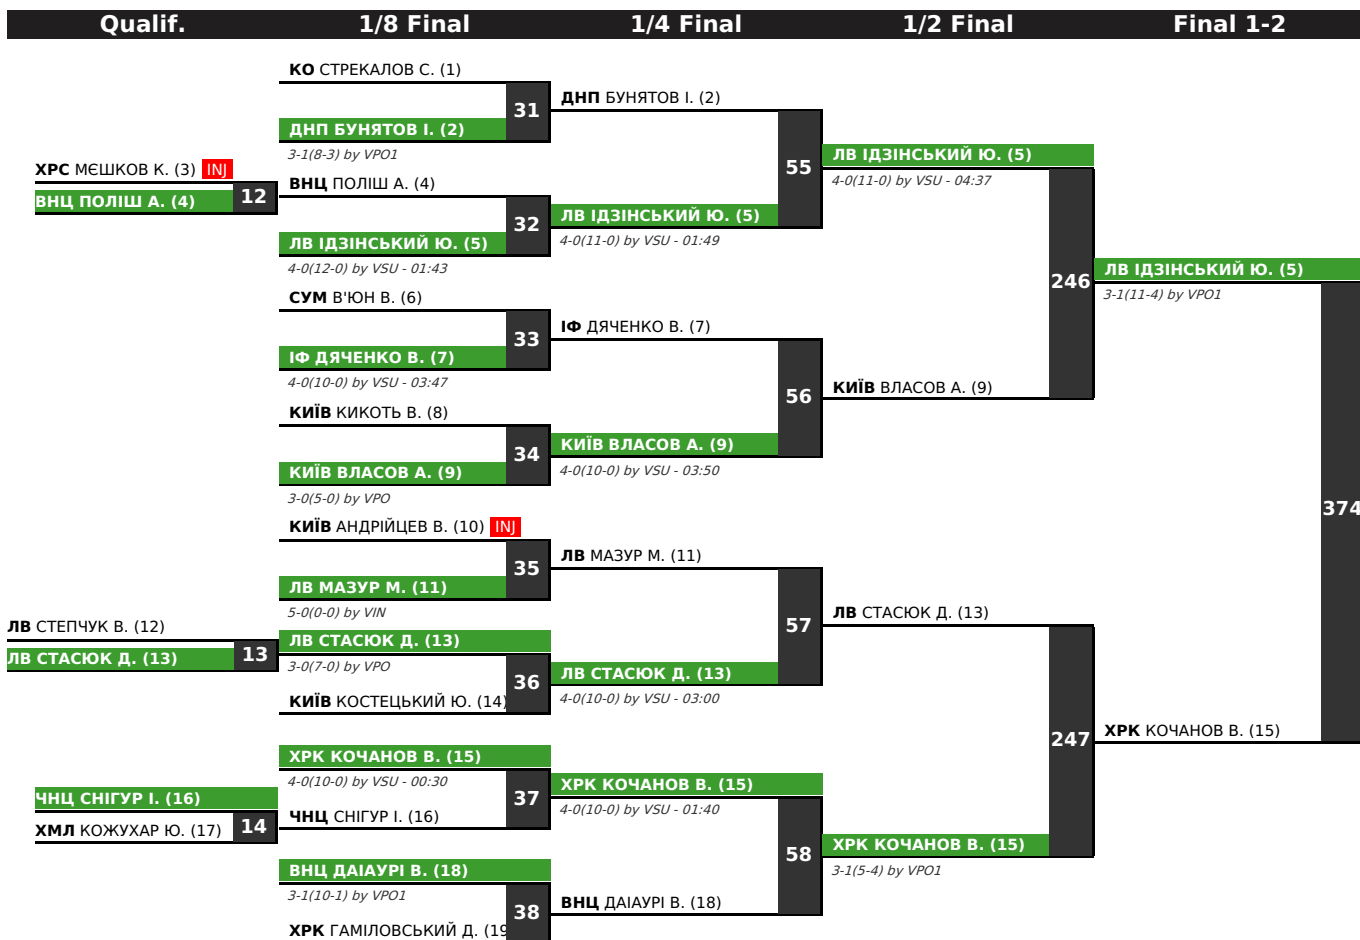 Qualif.
1/8 Final
1/4 Final
1/2 Final
Final 1-2
ХРС МЄШКОВ К. (3) INJ
ВНЦ ПОЛІШ А. (4)
12
ЛВ СТЕПЧУК В. (12)
ЛВ СТАСЮК Д. (13)
13
ЧНЦ СНІГУР І. (16)
ХМЛ КОЖУХАР Ю. (17)
14
КО СТРЕКАЛОВ С. (1)
31
ДНП БУНЯТОВ І. (2)
3-1(8-3) by VPO1
ВНЦ ПОЛІШ А. (4)
32
ЛВ ІДЗІНСЬКИЙ Ю. (5)
4-0(12-0) by VSU - 01:43
СУМ В'ЮН В. (6)
33
ІФ ДЯЧЕНКО В. (7)
4-0(10-0) by VSU - 03:47
КИЇВ КИКОТЬ В. (8)
34
КИЇВ ВЛАСОВ А. (9)
3-0(5-0) by VPO
КИЇВ АНДРІЙЦЕВ В. (10) INJ
35
ЛВ МАЗУР М. (11)
5-0(0-0) by VIN
ЛВ СТАСЮК Д. (13)
3-0(7-0) by VPO
36
КИЇВ КОСТЕЦЬКИЙ Ю. (14)
ХРК КОЧАНОВ В. (15)
4-0(10-0) by VSU - 00:30
37
ЧНЦ СНІГУР І. (16)
ВНЦ ДАІАУРІ В. (18)
3-1(10-1) by VPO1
38
ХРК ГАМІЛОВСЬКИЙ Д. (19
ДНП БУНЯТОВ І. (2)
55
ЛВ ІДЗІНСЬКИЙ Ю. (5)
4-0(11-0) by VSU - 01:49
ІФ ДЯЧЕНКО В. (7)
56
КИЇВ ВЛАСОВ А. (9)
4-0(10-0) by VSU - 03:50
ЛВ МАЗУР М. (11)
57
ЛВ СТАСЮК Д. (13)
4-0(10-0) by VSU - 03:00
ХРК КОЧАНОВ В. (15)
4-0(10-0) by VSU - 01:40
58
ВНЦ ДАІАУРІ В. (18)
ЛВ ІДЗІНСЬКИЙ Ю. (5)
4-0(11-0) by VSU - 04:37
246
КИЇВ ВЛАСОВ А. (9)
ЛВ СТАСЮК Д. (13)
247
ХРК КОЧАНОВ В. (15)
3-1(5-4) by VPO1
ЛВ ІДЗІНСЬКИЙ Ю. (5)
3-1(11-4) by VPO1
374
ХРК КОЧАНОВ В. (15)